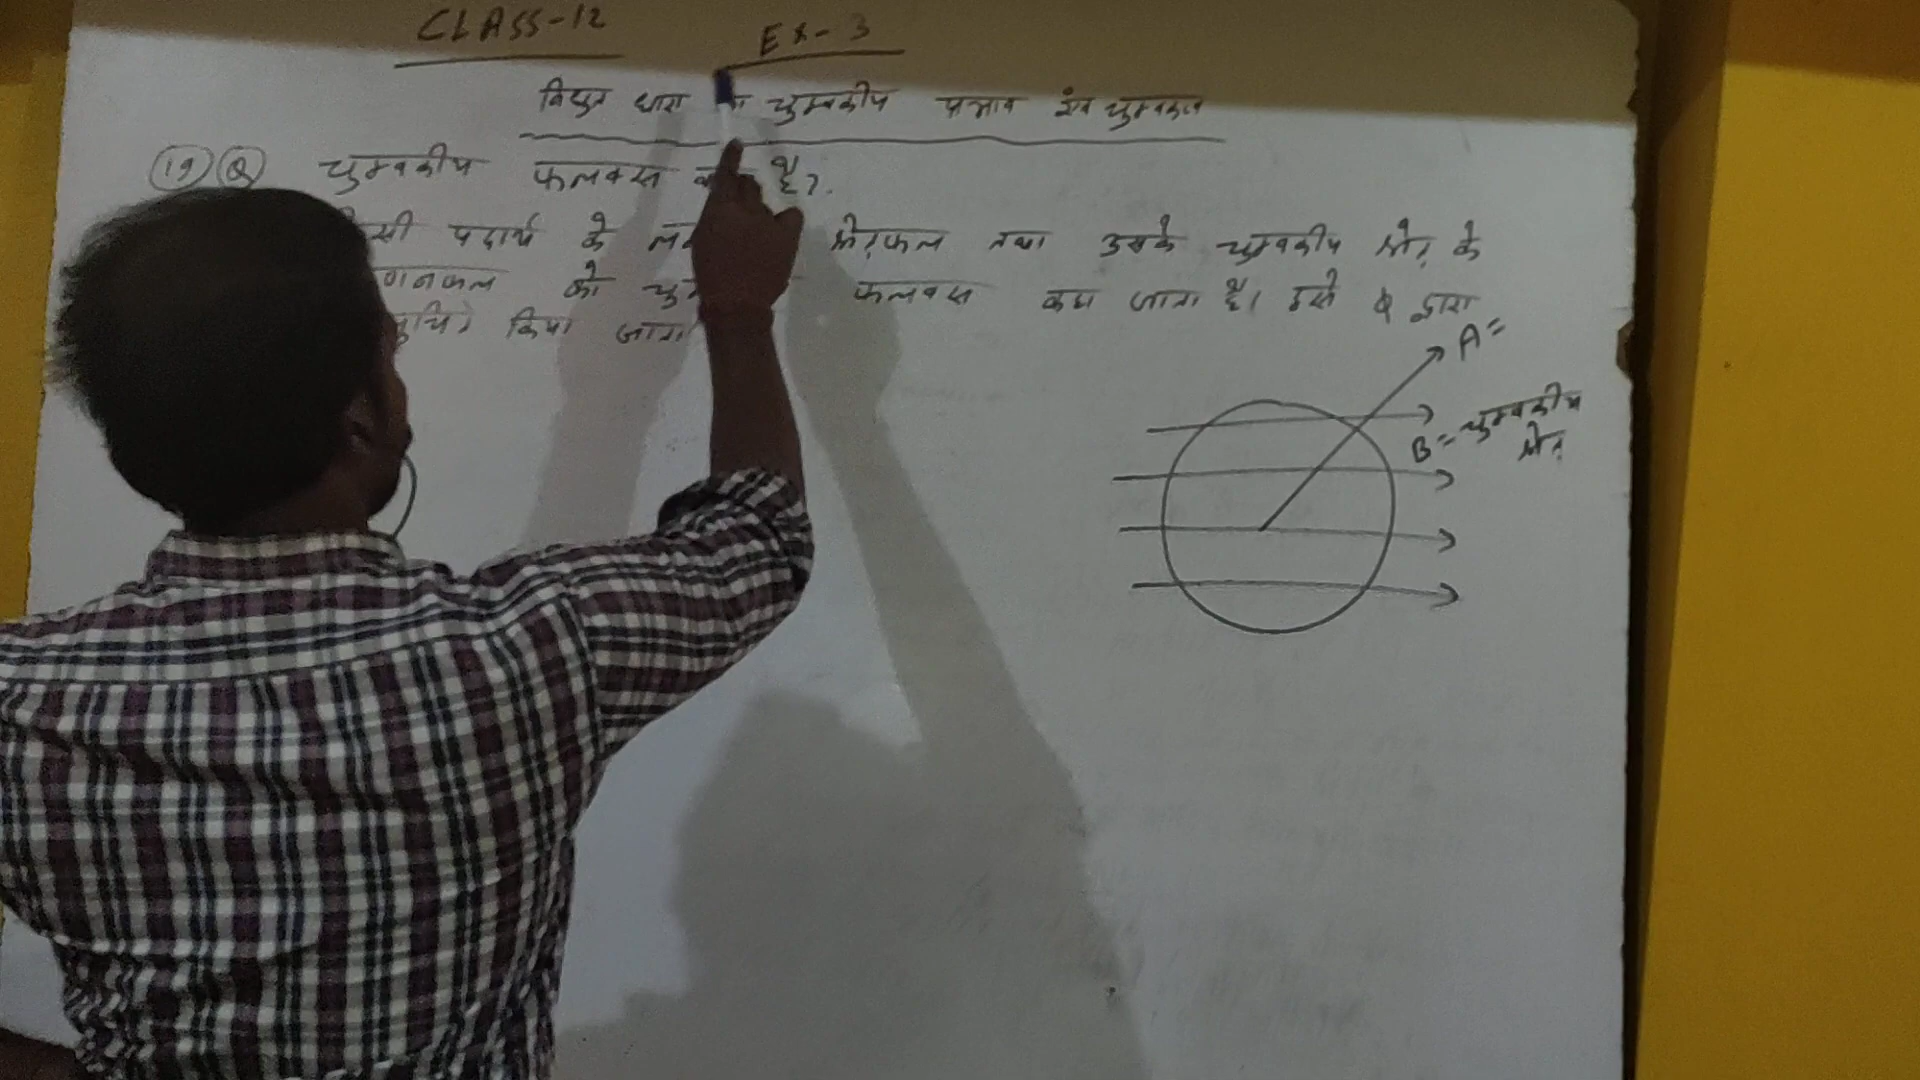 CLASS-12 EX-3
विद्युत धारा का चुम्बकीय प्रभाव एंव चुम्बकत्व
19 Q चुम्बकीय फलक्स है?
पदार्थ के क्षेत्रफल तथा उसके चुम्बकीय क्षेत्र के
को फलक्स कहा जाता है। इसे φ द्वारा
किया जाता
A=
B= चुम्बकीय
क्षेत्र